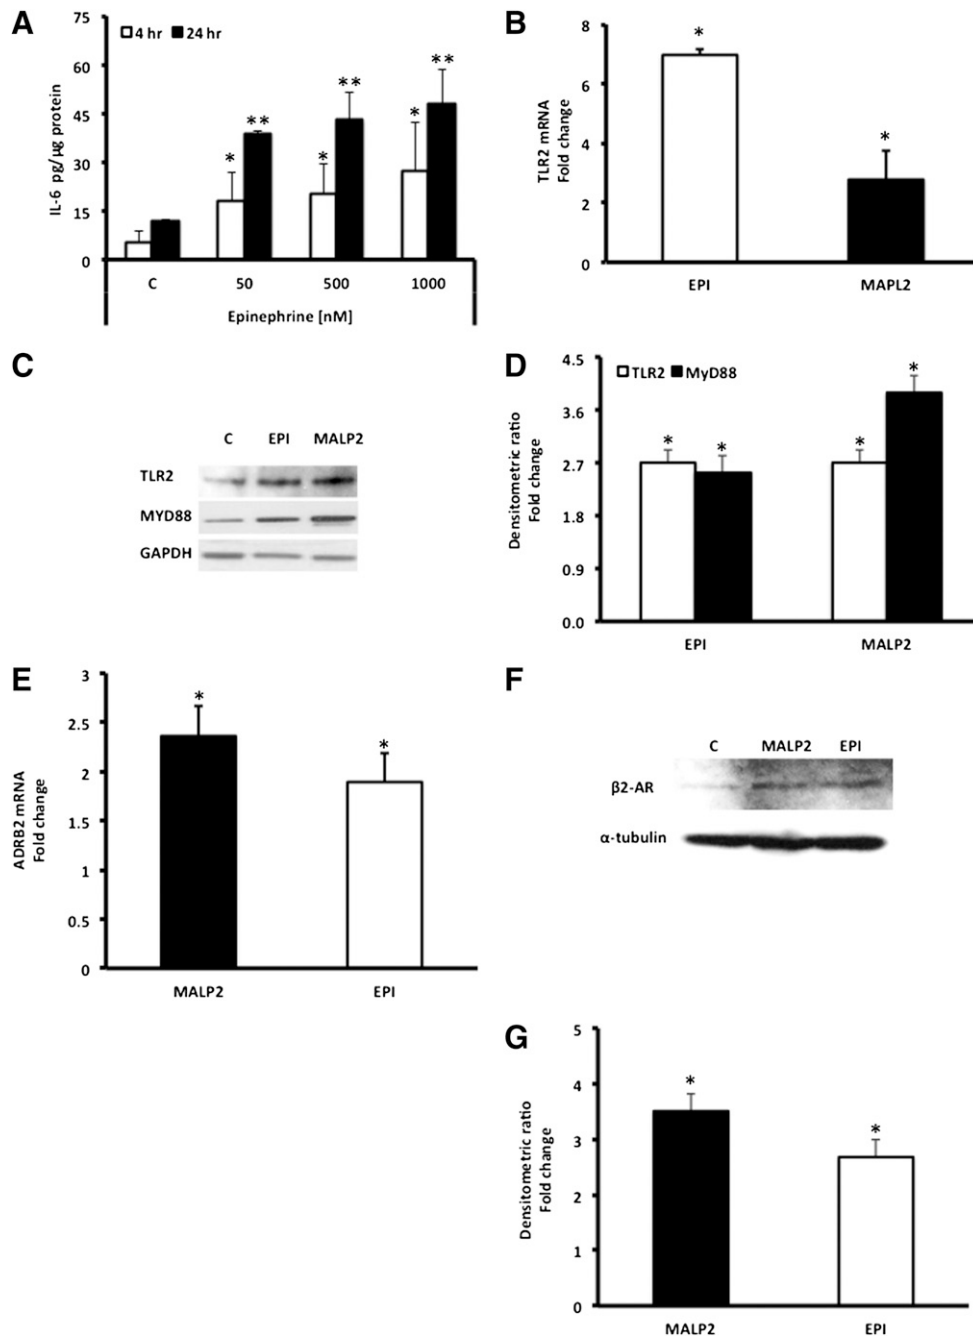 A
75
60
45
30
15
0
IL-6 pg/µg protein
4 hr 24 hr
* ** * ** * **
C 50 500 1000
Epinephrine [nM]
B
8
6
4
2
0
TLR2 mRNA
Fold change
* *
EPI MAPL2
C
C EPI MALP2
TLR2
MYD88
GAPDH
D
4.5
3.6
2.7
1.8
0.9
0.0
Densitometric ratio
Fold change
TLR2 MyD88
* * * *
EPI MALP2
E
3
2.5
2
1.5
1
0.5
0
ADRB2 mRNA
Fold change
* *
MALP2 EPI
F
C MALP2 EPI
β2-AR
α-tubulin
G
5
4
3
2
1
0
Densitometric ratio
Fold change
* *
MALP2 EPI